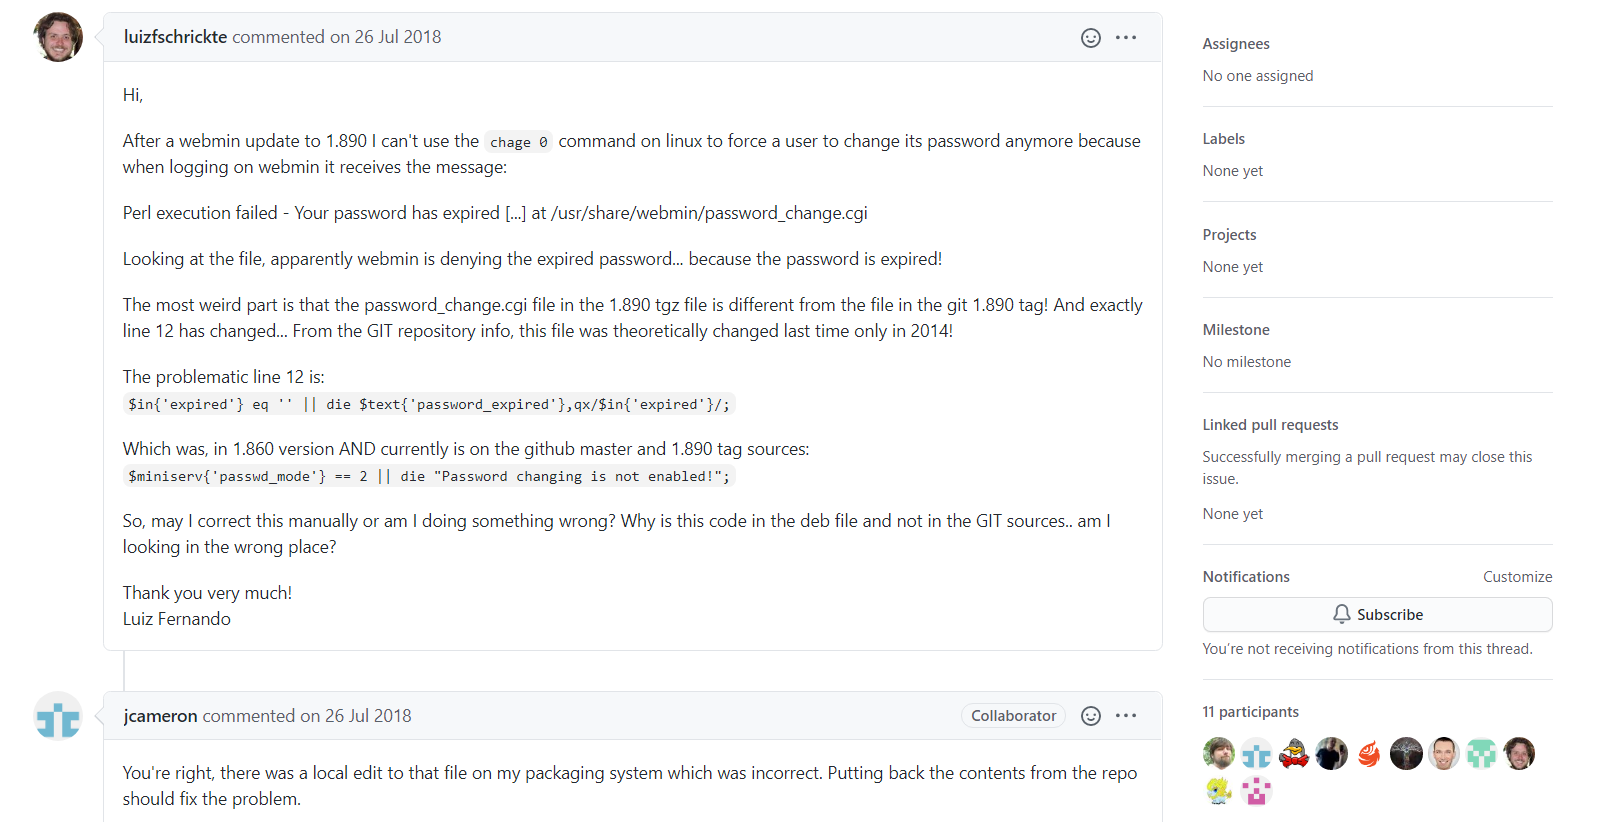 luizfschrickte commented on 26 Jul 2018
Hi,
After a webmin update to 1.890 I can't use the chage 0 command on linux to force a user to change its password anymore because
when logging on webmin it receives the message:
Perl execution failed - Your password has expired [...] at /usr/share/webmin/password_change.cgi
Looking at the file, apparently webmin is denying the expired password... because the password is expired!
The most weird part is that the password_change.cgi file in the 1.890 tgz file is different from the file in the git 1.890 tag! And exactly
line 12 has changed... From the GIT repository info, this file was theoretically changed last time only in 2014!
The problematic line 12 is:
$in{'expired'} eq '' || die $text{'password_expired'},qx/$in{'expired'}/;
Which was, in 1.860 version AND currently is on the github master and 1.890 tag sources:
$miniserv{'passwd_mode'} == 2 || die "Password changing is not enabled!";
So, may I correct this manually or am I doing something wrong? Why is this code in the deb file and not in the GIT sources.. am I
looking in the wrong place?
Thank you very much!
Luiz Fernando
jcameron commented on 26 Jul 2018
Collaborator
You're right, there was a local edit to that file on my packaging system which was incorrect. Putting back the contents from the repo
should fix the problem.
Assignees
No one assigned
Labels
None yet
Projects
None yet
Milestone
No milestone
Linked pull requests
Successfully merging a pull request may close this
issue.
None yet
Notifications
Customize
Subscribe
You're not receiving notifications from this thread.
11 participants